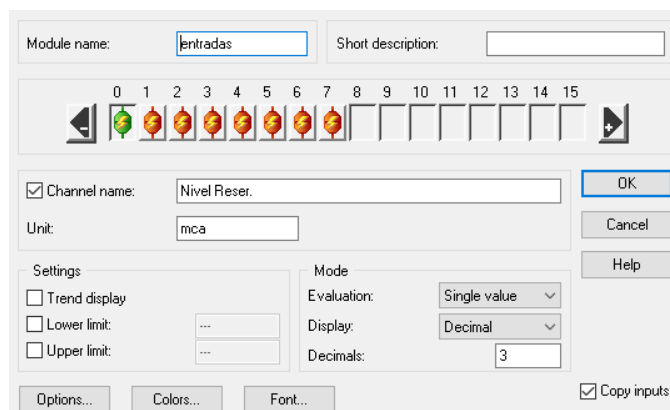 Module name: entradas Short description:
0 1 2 3 4 5 6 7 8 9 10 11 12 13 14 15
- +
Channel name: Nivel Reser. OK
Unit: mca Cancel
Help
Settings Mode
Trend display Evaluation: Single value
Lower limit: --- Display: Decimal
Upper limit: --- Decimals: 3
Options... Colors... Font... Copy inputs